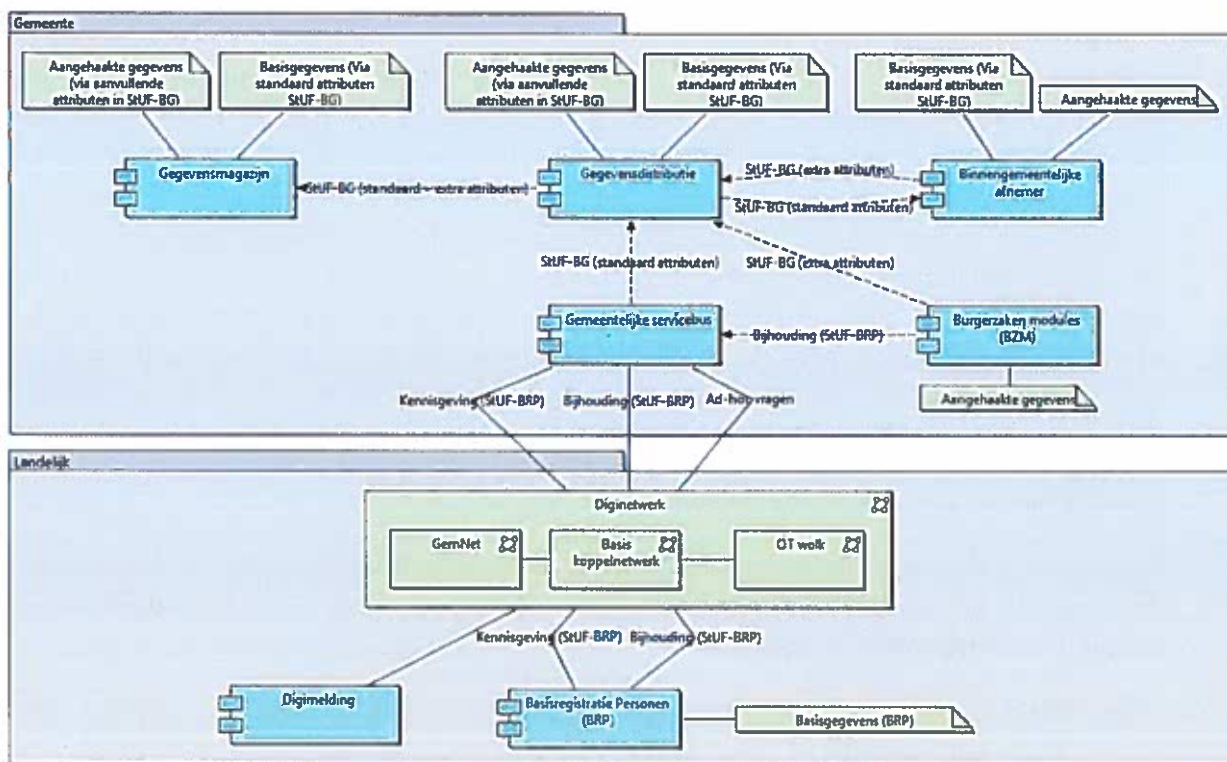 Gemeente
Aangehaakte gegevens
(via aanvullende
attributen in StUF-BG)
Basisgegevens (Via
standaard attributen
StUF-BG)
Aangehaakte gegevens
(via aanvullende
attributen in StUF-BG)
Basisgegevens (Via
standaard attributen
StUF-BG)
Basisgegevens (Via
standaard attributen
StUF-BG)
Aangehaakte gegevens
Gegevensmagazijn
StUF-BG (standaard + extra attributen)
Gegevensdistributie
StUF-BG (extra attributen)
StUF-BG (standaard attributen)
Binnengemeentelijke
afnemer
StUF-BG (standaard attributen)
StUF-BG (extra attributen)
Gemeentelijke servicebus
Bijhouding (StUF-BRP)
Burgerzaken modules
(BZM)
Kennisgeving (StUF-BRP)
Bijhouding (StUF-BRP)
Ad-hoc vragen
Aangehaakte gegevens
Landelijk
Diginetwerk
GemNet
Basis
koppelnetwerk
OT wolk
Kennisgeving (StUF-BRP)
Bijhouding (StUF-BRP)
Digimelding
Basisregistratie Personen
(BRP)
Basisgegevens (BRP)